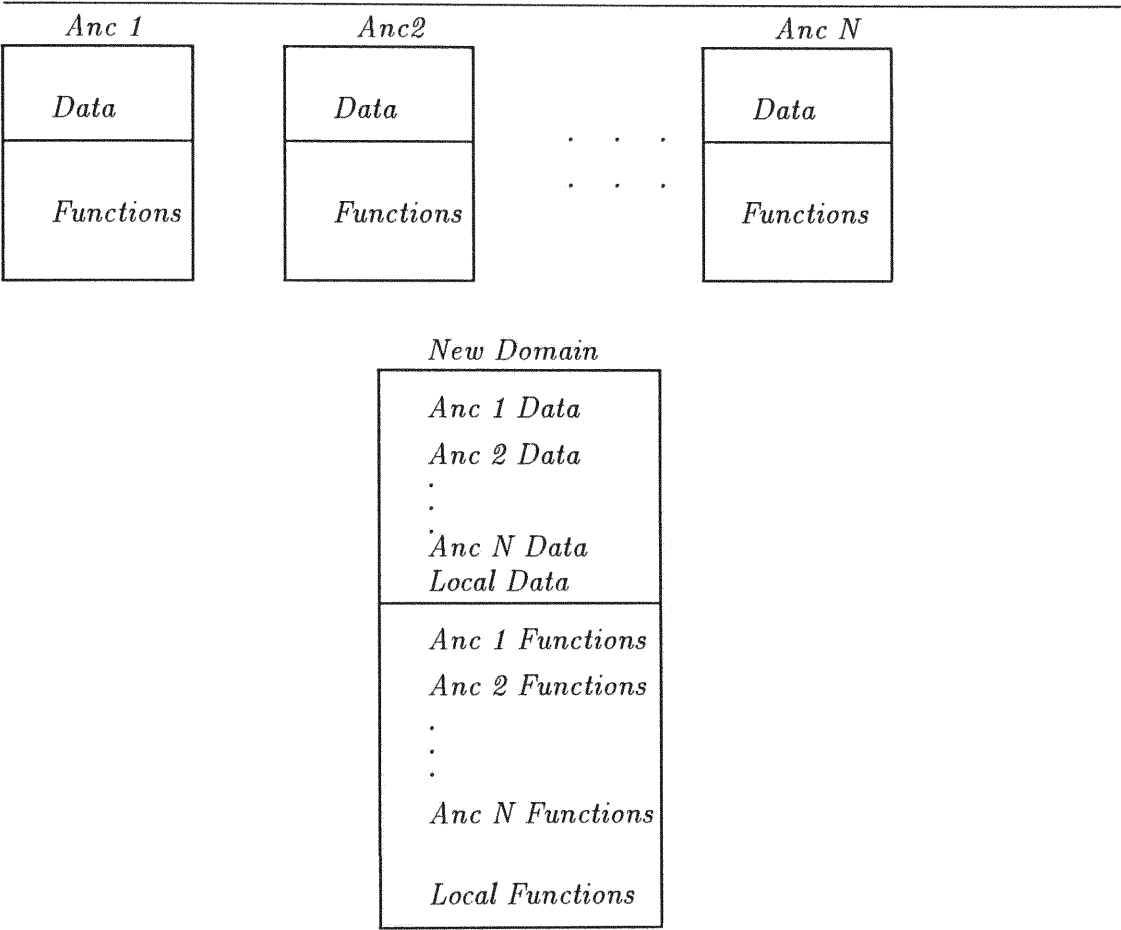 Anc 1 Anc2 Anc N
Data Data Data
. . .
. . .
Functions Functions Functions
New Domain
Anc 1 Data
Anc 2 Data
.
.
.
Anc N Data
Local Data
Anc 1 Functions
Anc 2 Functions
.
.
.
Anc N Functions
Local Functions